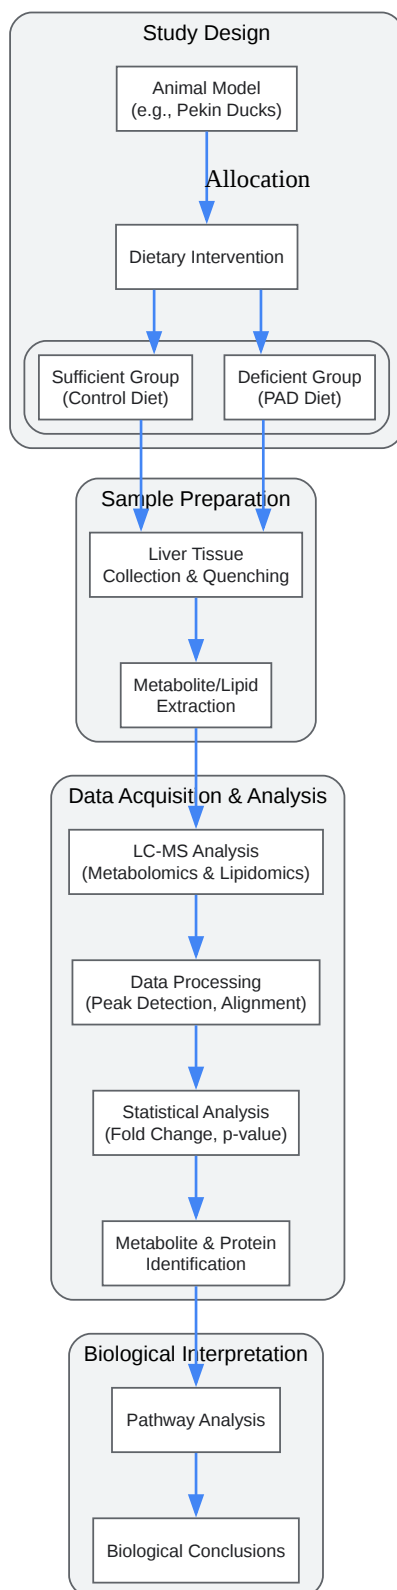 Study Design
Animal Model
(e.g., Pekin Ducks)
Allocation
Dietary Intervention
Sufficient Group
(Control Diet)
Deficient Group
(PAD Diet)
Sample Preparation
Liver Tissue
Collection & Quenching
Metabolite/Lipid
Extraction
Data Acquisition & Analysis
LC-MS Analysis
(Metabolomics & Lipidomics)
Data Processing
(Peak Detection, Alignment)
Statistical Analysis
(Fold Change, p-value)
Metabolite & Protein
Identification
Biological Interpretation
Pathway Analysis
Biological Conclusions